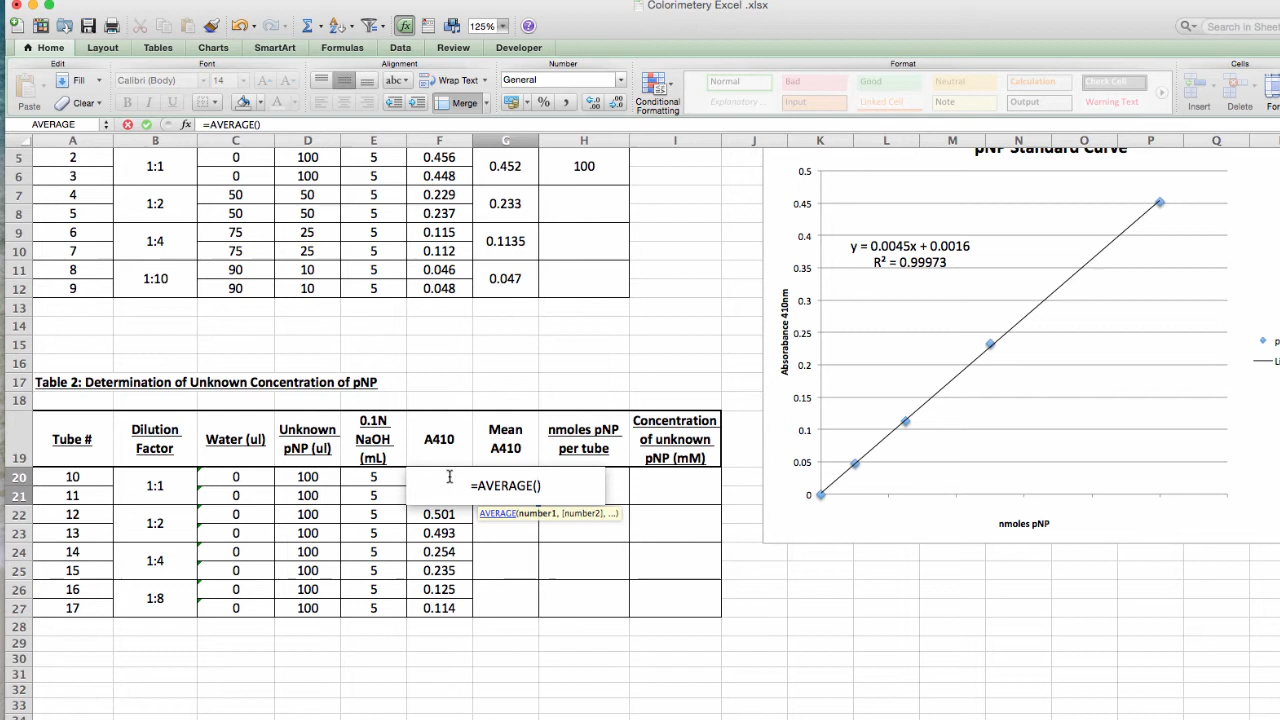 Colorimetery Excel .xlsx
125%
Search in Sheet
Home Layout Tables Charts SmartArt Formulas Data Review Developer
Edit Font Alignment Number Format Cells
Paste Fill Clear
Calibri (Body) 14
B I U
abc Wrap Text Merge
General
Conditional Formatting
Normal Bad Good Neutral Calculation Check Cell
Explanatory ... Input Linked Cell Note Output Warning Text
Insert Delete
AVERAGE fx =AVERAGE()
A B C D E F G H I J K L M N O P Q
5 2 1:1 0 100 5 0.456 0.452 100
6 3 0 100 5 0.448
7 4 1:2 50 50 5 0.229 0.233
8 5 50 50 5 0.237
9 6 1:4 75 25 5 0.115 0.1135
10 7 75 25 5 0.112
11 8 1:10 90 10 5 0.046 0.047
12 9 90 10 5 0.048
13
14
15
16
17 Table 2: Determination of Unknown Concentration of pNP
18
19 Tube # Dilution Factor Water (ul) Unknown pNP (ul) 0.1N NaOH (mL) A410 Mean A410 nmoles pNP per tube Concentration of unknown pNP (mM)
20 10 1:1 0 100 5
=AVERAGE()
21 11 0 100 5
AVERAGE(number1, [number2], ...)
22 12 1:2 0 100 5 0.501
23 13 0 100 5 0.493
24 14 1:4 0 100 5 0.254
25 15 0 100 5 0.235
26 16 1:8 0 100 5 0.125
27 17 0 100 5 0.114
28
29
30
31
32
33
pNP Standard Curve
0.5
0.45
0.4
0.35
0.3
0.25
0.2
0.15
0.1
0.05
0
y = 0.0045x + 0.0016
R² = 0.99973
Absorabance 410nm
nmoles pNP